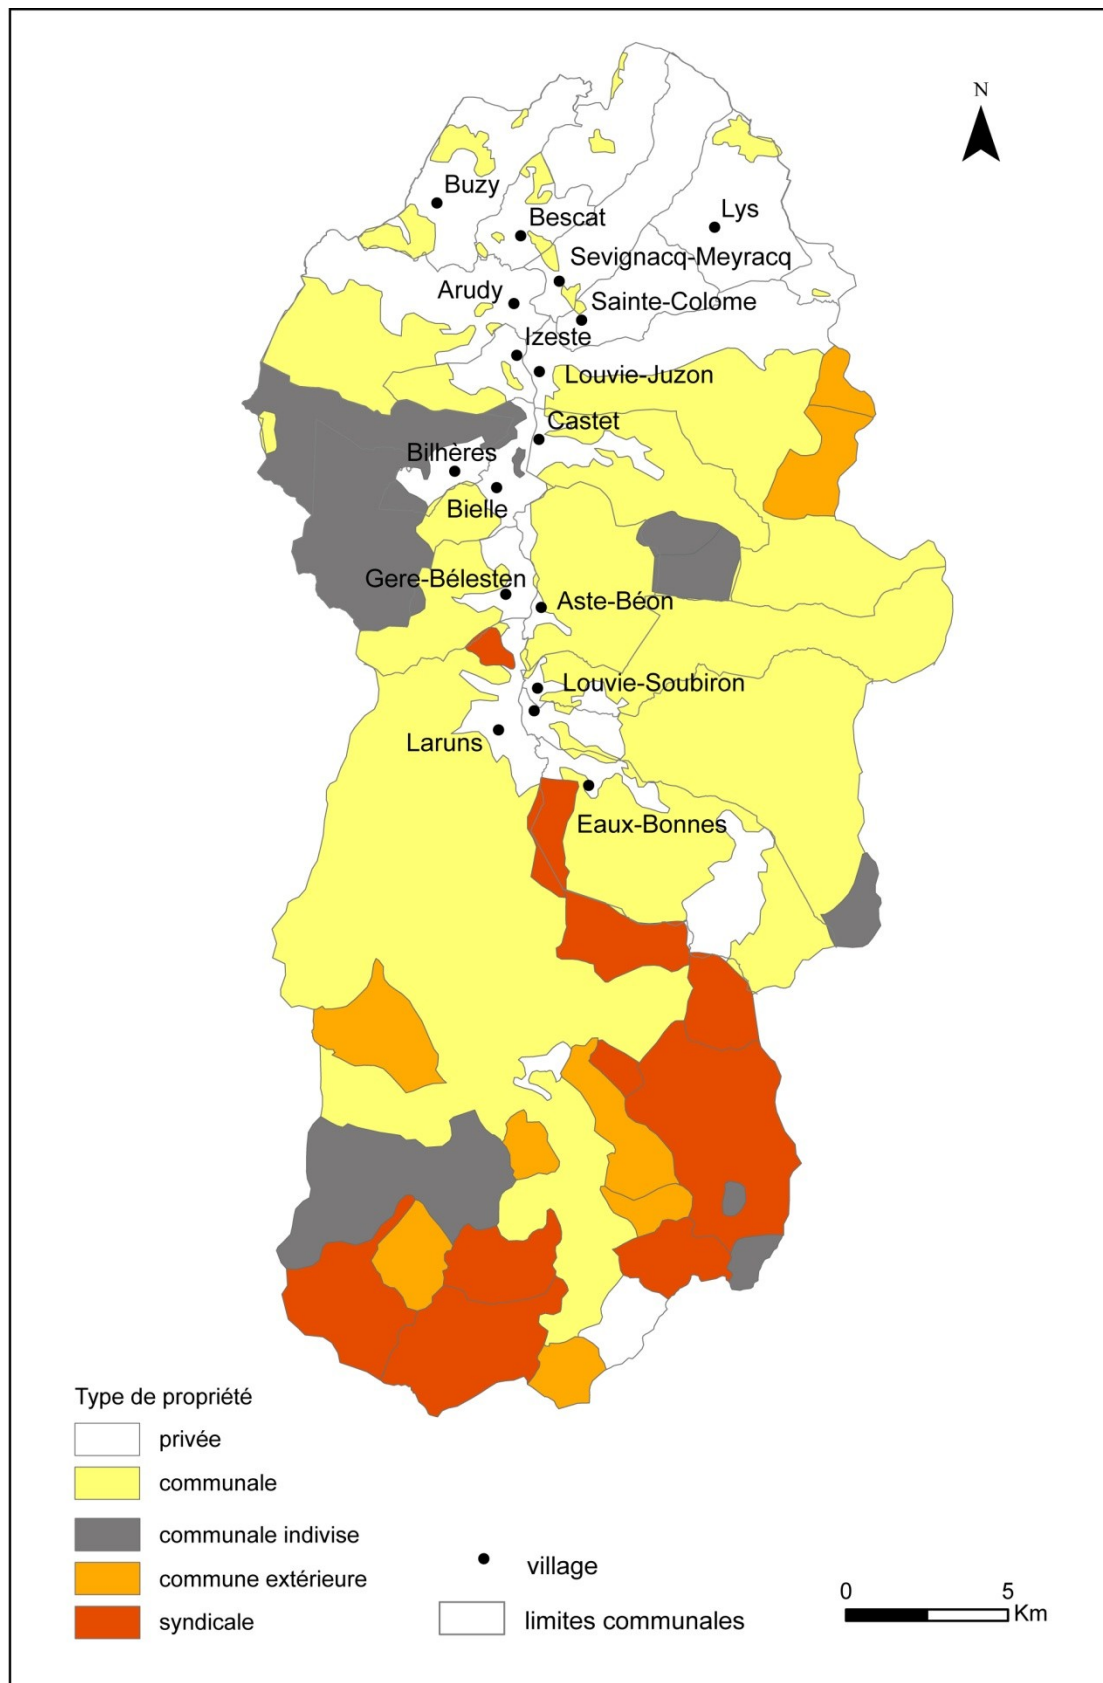 N
Buzy
Lys
Bescat
Sevignacq-Meyracq
Arudy
Sainte-Colome
Izeste
Louvie-Juzon
Castet
Bilhères
Bielle
Gere-Bélesten
Aste-Béon
Louvie-Soubiron
Laruns
Eaux-Bonnes
Type de propriété
privée
communale
communale indivise
commune extérieure
syndicale
village
limites communales
0 5
Km